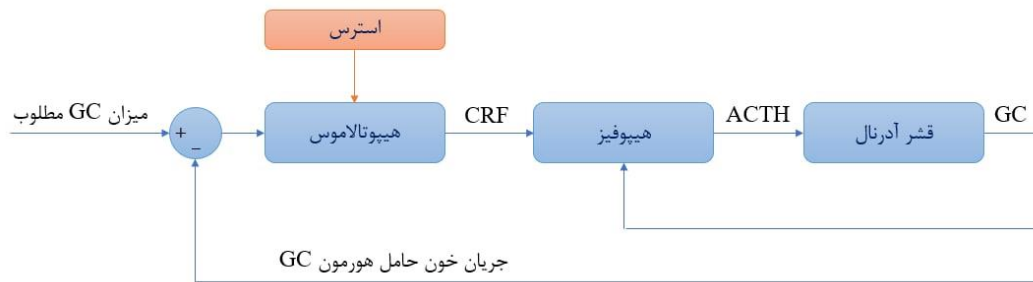 استرس
میزان GC مطلوب
+
−
هیپوتالاموس
CRF
هیپوفیز
ACTH
قشر آدرنال
GC
جریان خون حامل هورمون GC